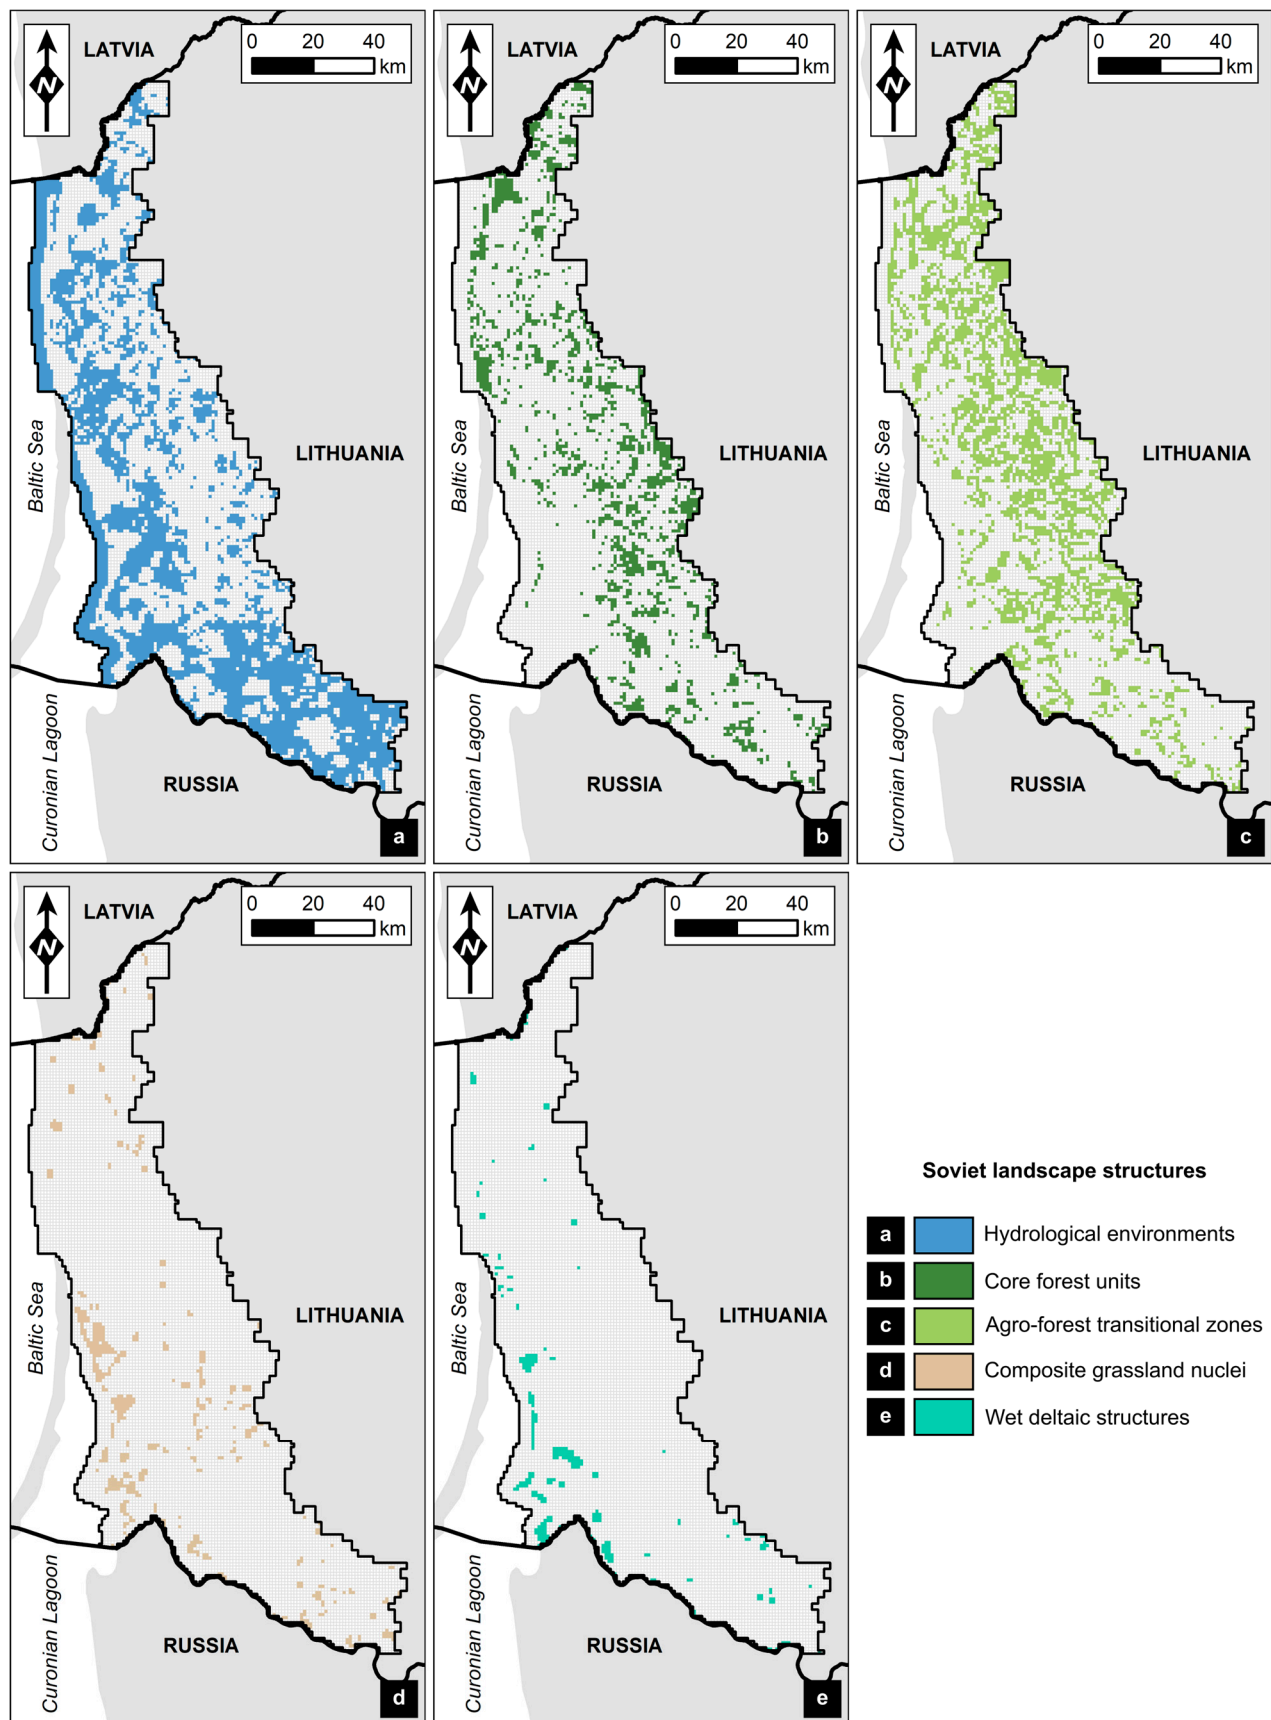 LATVIA
0 20 40
km
N
LITHUANIA
Baltic Sea
Curonian Lagoon
RUSSIA
a
LATVIA
0 20 40
km
N
LITHUANIA
Baltic Sea
Curonian Lagoon
RUSSIA
b
LATVIA
0 20 40
km
N
LITHUANIA
Baltic Sea
Curonian Lagoon
RUSSIA
c
LATVIA
0 20 40
km
N
LITHUANIA
Baltic Sea
Curonian Lagoon
RUSSIA
d
LATVIA
0 20 40
km
N
LITHUANIA
Baltic Sea
Curonian Lagoon
RUSSIA
e
Soviet landscape structures
a Hydrological environments
b Core forest units
c Agro-forest transitional zones
d Composite grassland nuclei
e Wet deltaic structures